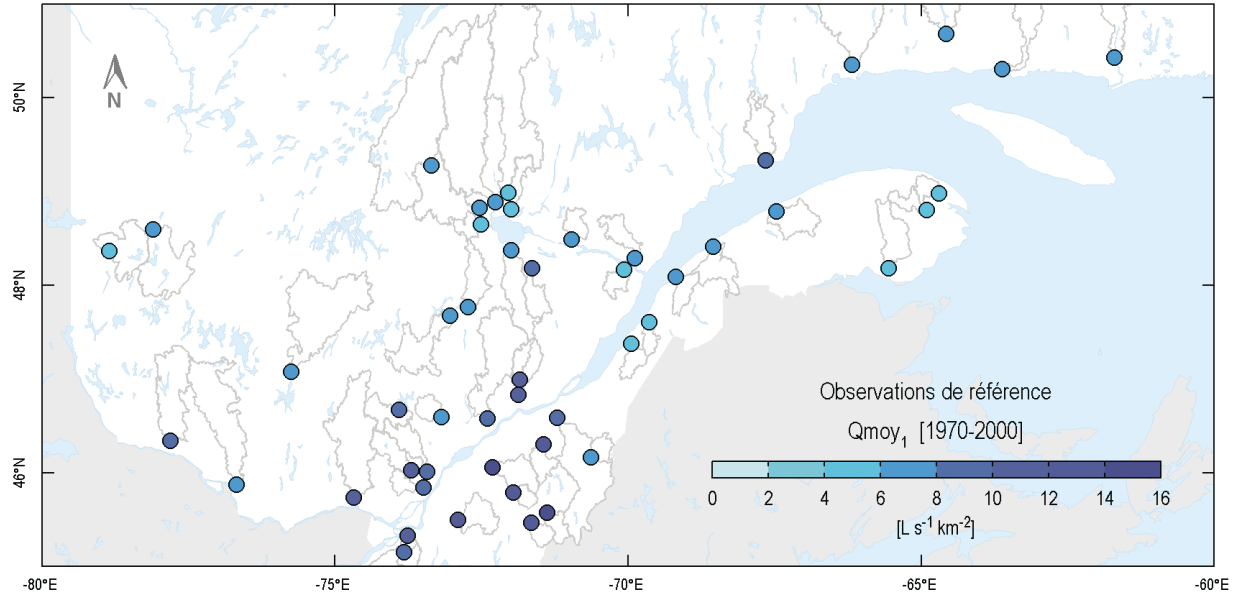 N
50°N
48°N
46°N
Observations de référence
Qmoy1 [1970-2000]
0 2 4 6 8 10 12 14 16
[L s-1 km-2]
-80°E -75°E -70°E -65°E -60°E